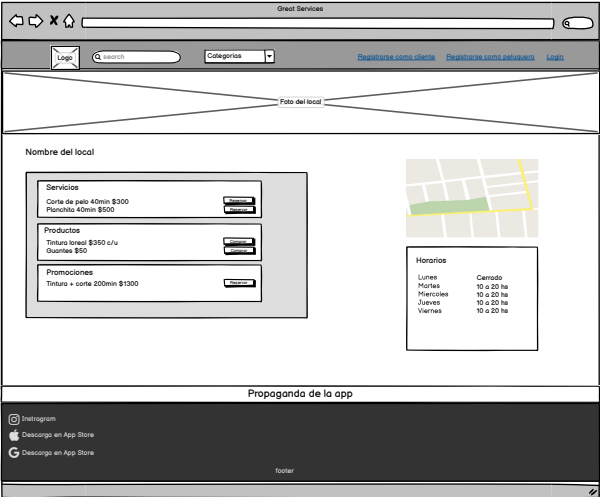 Great Services
Logo
search
Categorias
Registrarse como cliente
Registrarse como peluquero
Login
Foto del local
Nombre del local
Servicios
Corte de pelo 40min $300
Reservar
Planchita 40min $500
Reservar
Productos
Tintura loreal $350 c/u
Comprar
Guantes $50
Comprar
Promociones
Tintura + corte 200min $1300
Reservar
Horarios
Lunes Cerrado
Martes 10 a 20 hs
Miercoles 10 a 20 hs
Jueves 10 a 20 hs
Viernes 10 a 20 hs
Propaganda de la app
Instragram
Descarga en App Store
Descarga en App Store
footer